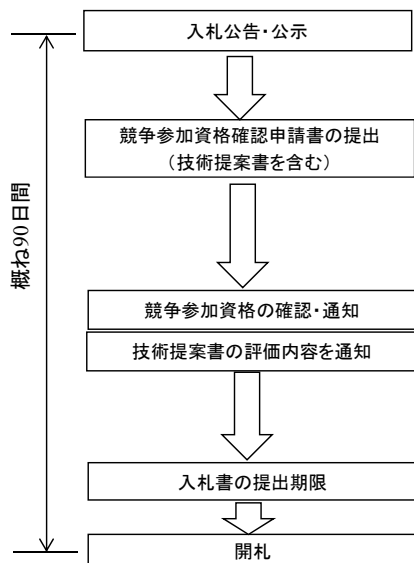 入札公告・公示
競争参加資格確認申請書の提出
（技術提案書を含む）
概ね90日間
競争参加資格の確認・通知
技術提案書の評価内容を通知
入札書の提出期限
開札